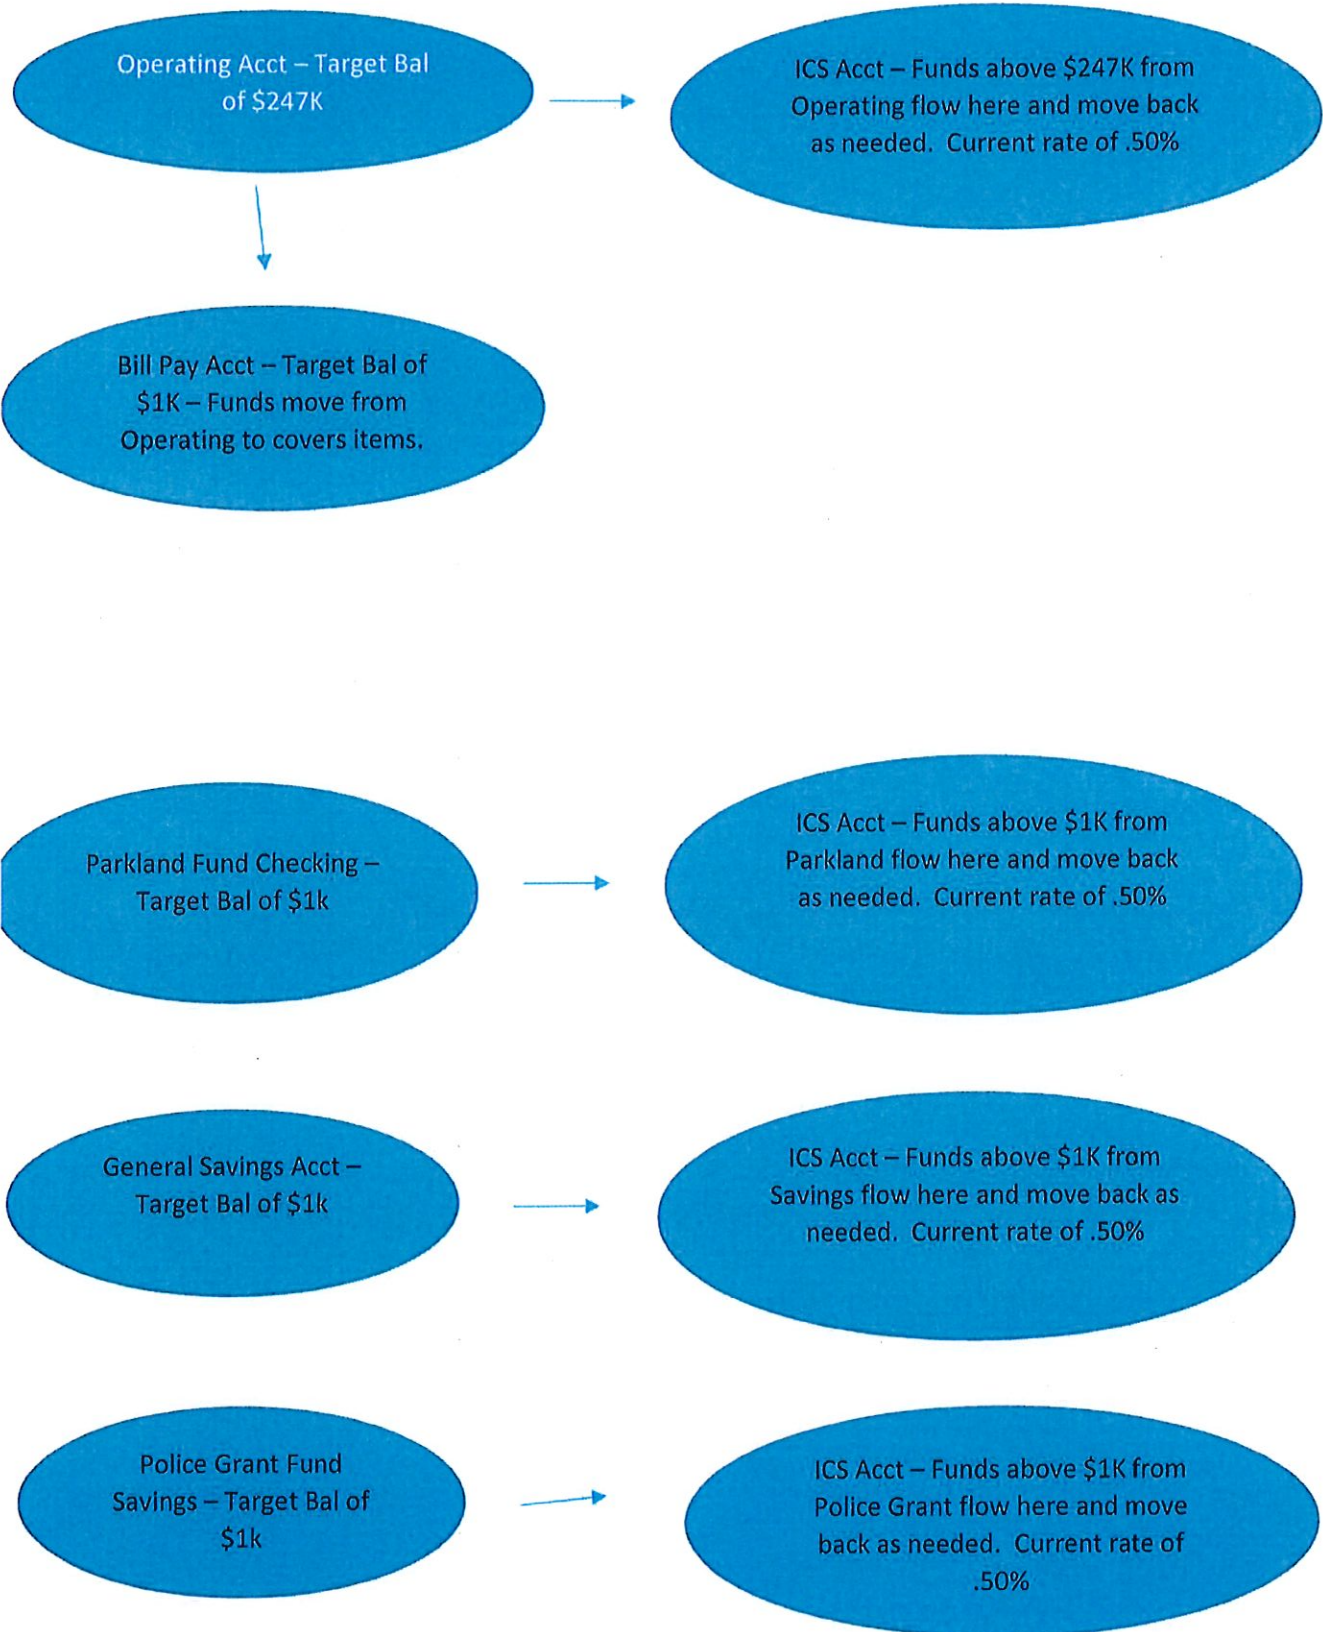 Operating Acct – Target Bal
of $247K
ICS Acct – Funds above $247K from
Operating flow here and move back
as needed.  Current rate of .50%
Bill Pay Acct – Target Bal of
$1K – Funds move from
Operating to covers items.
Parkland Fund Checking –
Target Bal of $1k
ICS Acct – Funds above $1K from
Parkland flow here and move back
as needed.  Current rate of .50%
General Savings Acct –
Target Bal of $1k
ICS Acct – Funds above $1K from
Savings flow here and move back as
needed.  Current rate of .50%
Police Grant Fund
Savings – Target Bal of
$1k
ICS Acct – Funds above $1K from
Police Grant flow here and move
back as needed.  Current rate of
.50%